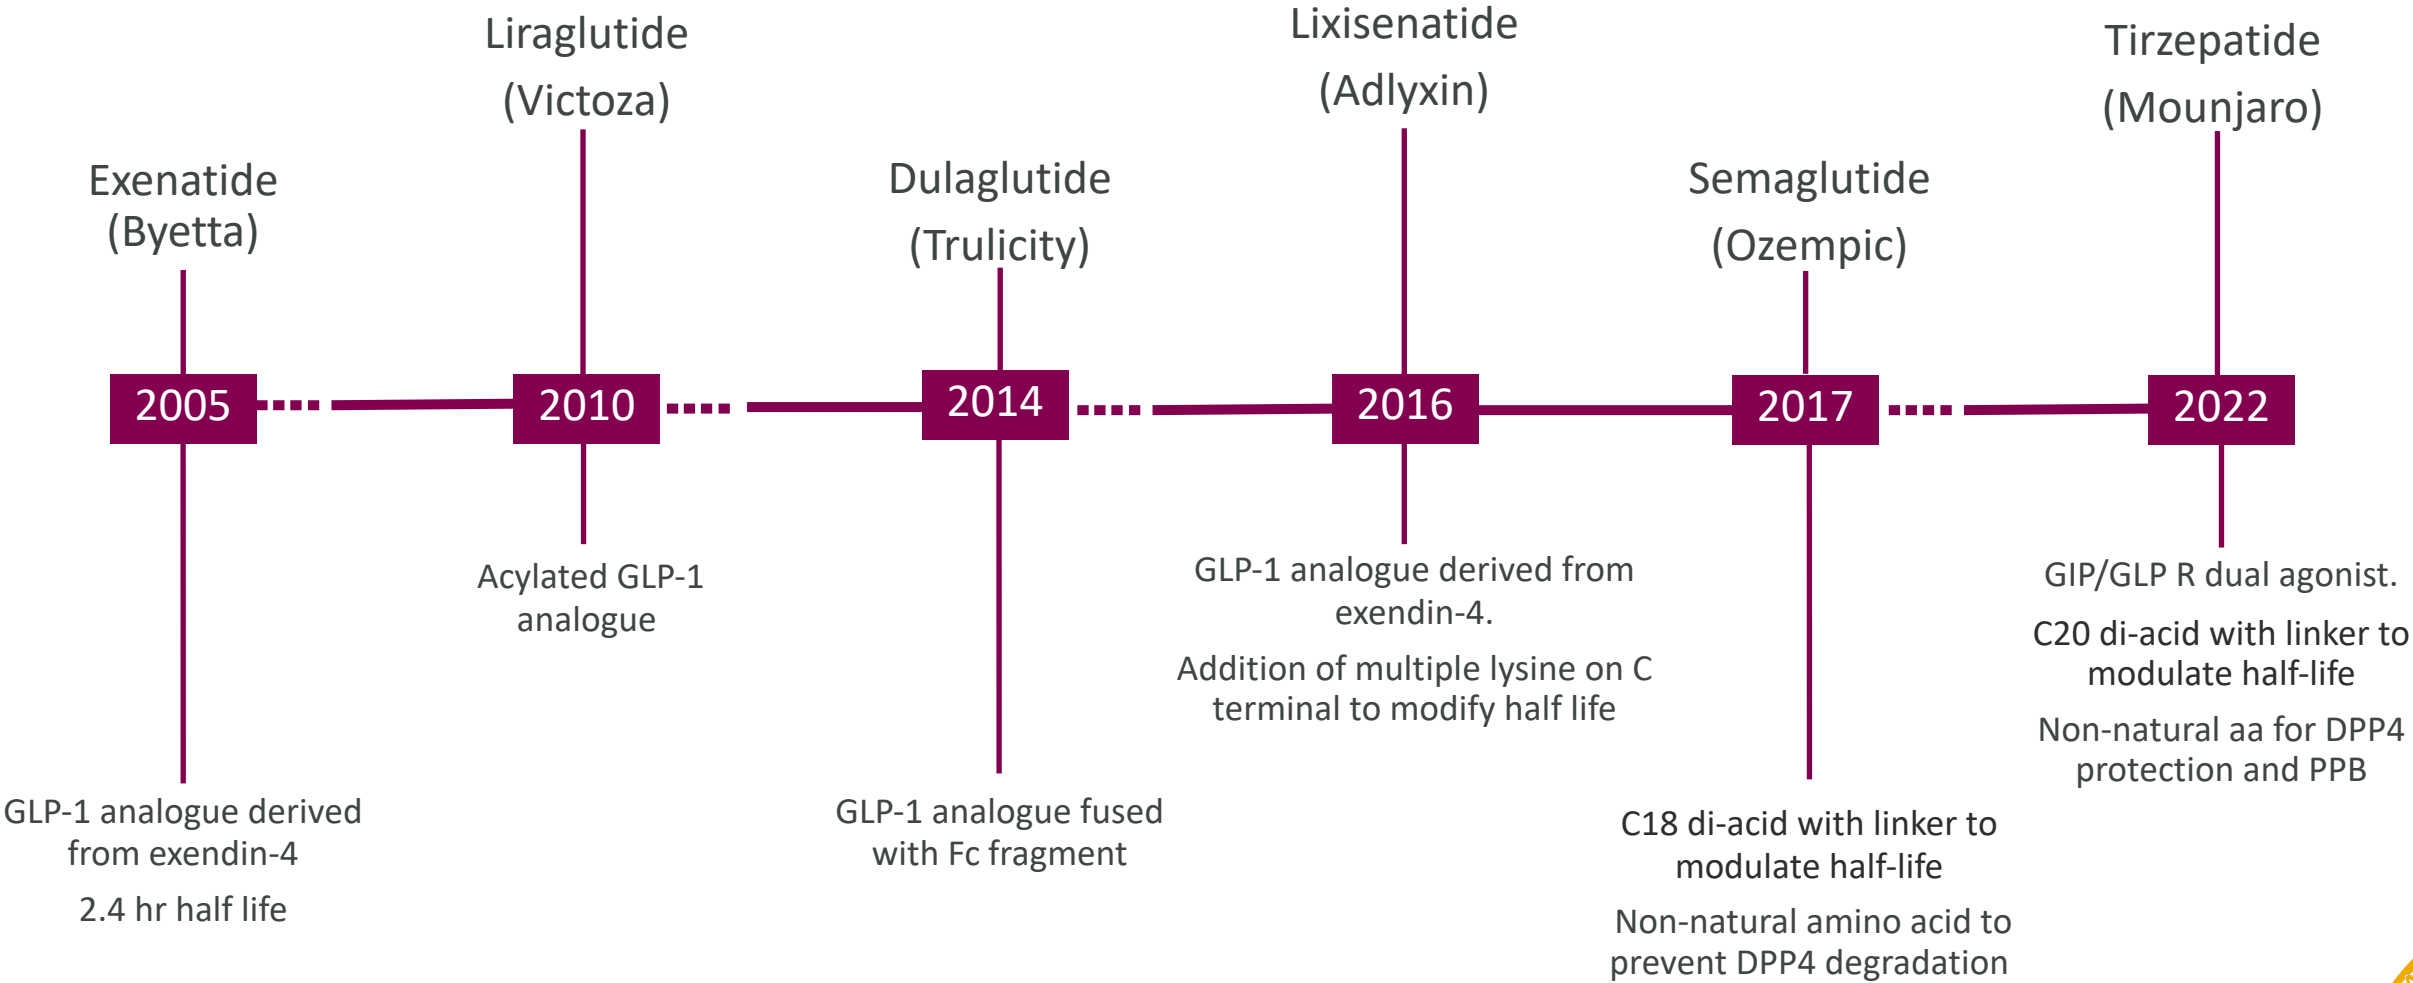 Exenatide
(Byetta)
2005
GLP-1 analogue derived
from exendin-4
2.4 hr half life
Liraglutide
(Victoza)
2010
Acylated GLP-1
analogue
Dulaglutide
(Trulicity)
2014
GLP-1 analogue fused
with Fc fragment
Lixisenatide
(Adlyxin)
2016
GLP-1 analogue derived from
exendin-4.
Addition of multiple lysine on C
terminal to modify half life
Semaglutide
(Ozempic)
2017
C18 di-acid with linker to
modulate half-life
Non-natural amino acid to
prevent DPP4 degradation
Tirzepatide
(Mounjaro)
2022
GIP/GLP R dual agonist.
C20 di-acid with linker to
modulate half-life
Non-natural aa for DPP4
protection and PPB